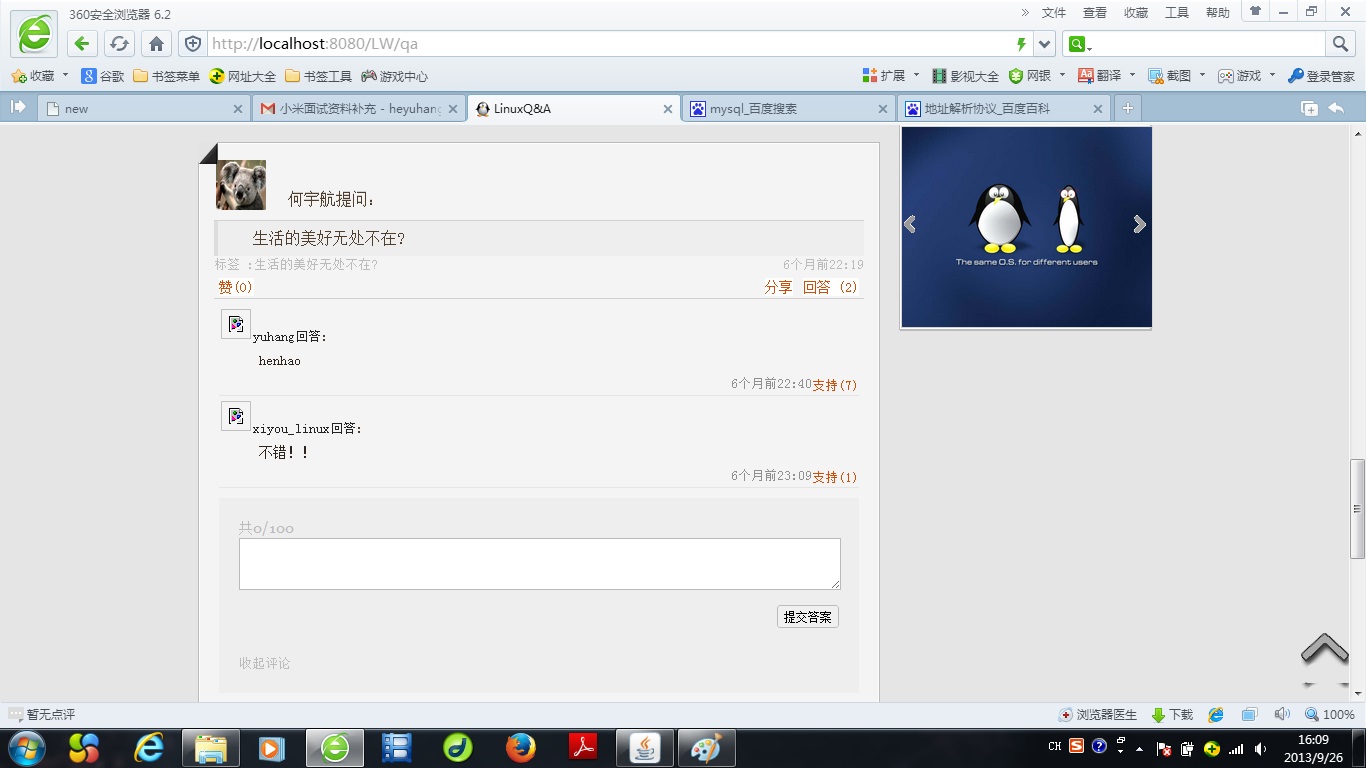 360安全浏览器 6.2
» 文件 查看 收藏 工具 帮助
http://localhost:8080/LW/qa
收藏 谷歌 书签菜单 网址大全 书签工具 游戏中心 扩展 影视大全 网银 翻译 截图 游戏 登录管家
new 小米面试资料补充 - heyuhang LinuxQ&A mysql_百度搜索 地址解析协议_百度百科
何宇航提问:
生活的美好无处不在?
标签 :生活的美好无处不在? 6个月前22:19
赞(0) 分享 回答 (2)
The same O.S. for different users
yuhang回答:
henhao
6个月前22:40支持(7)
xiyou_linux回答:
不错！！
6个月前23:09支持(1)
共0/100
提交答案
收起评论
暂无点评 浏览器医生 下载 100%
CH 16:09
2013/9/26